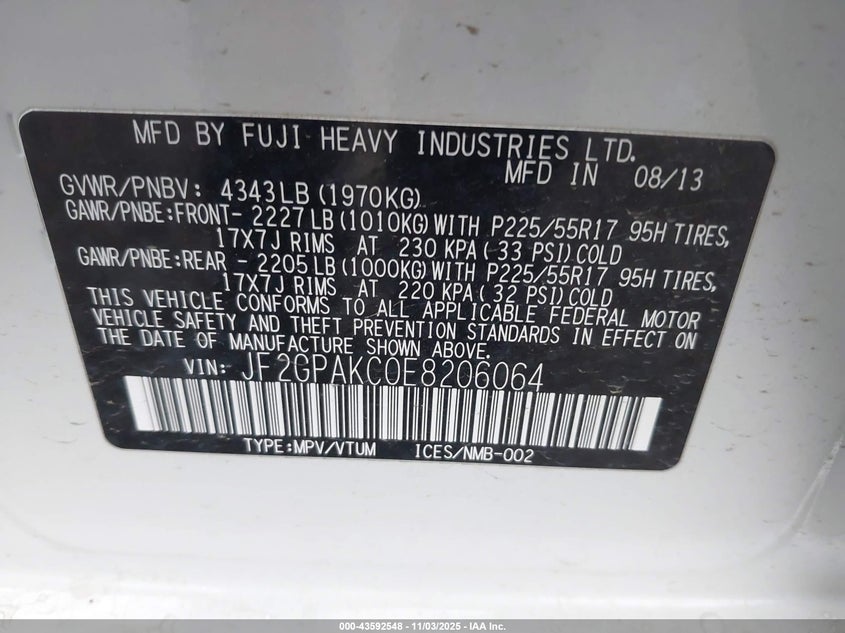 MFD BY FUJI HEAVY INDUSTRIES LTD.
MFD IN 08/13
GVWR/PNBV: 4343LB (1970KG)
GAWR/PNBE:FRONT- 2227LB (1010KG) WITH P225/55R17 95H TIRES,
17X7J RIMS AT 230 KPA( 33 PSI) COLD
GAWR/PNBE:REAR - 2205LB (1000KG) WITH P225/55R17 95H TIRES,
17X7J RIMS AT 220 KPA( 32 PSI) COLD
THIS VEHICLE CONFORMS TO ALL APPLICABLE FEDERAL MOTOR
VEHICLE SAFETY AND THEFT PREVENTION STANDARDS IN EFFECT ON
THE DATE OF MANUFACTURE SHOWN ABOVE.
VIN: JF2GPAKC0E8206064
TYPE:MPV/VTUM ICES/NMB-002
000-43592548 - 11/03/2025 - IAA Inc.